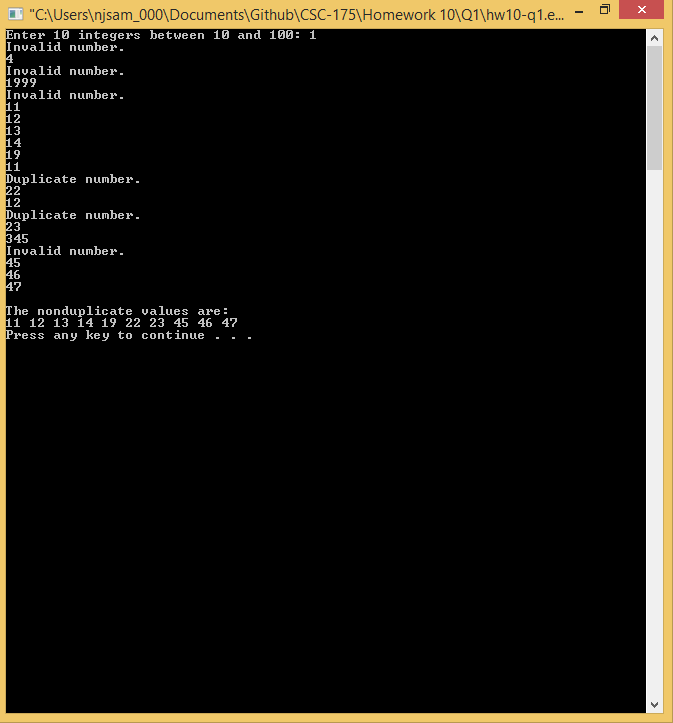 "C:\Users\njsam_000\Documents\Github\CSC-175\Homework 10\Q1\hw10-q1.e...
Enter 10 integers between 10 and 100: 1
Invalid number.
4
Invalid number.
1999
Invalid number.
11
12
13
14
19
11
Duplicate number.
22
12
Duplicate number.
23
345
Invalid number.
45
46
47

The nonduplicate values are:
11 12 13 14 19 22 23 45 46 47
Press any key to continue . . .